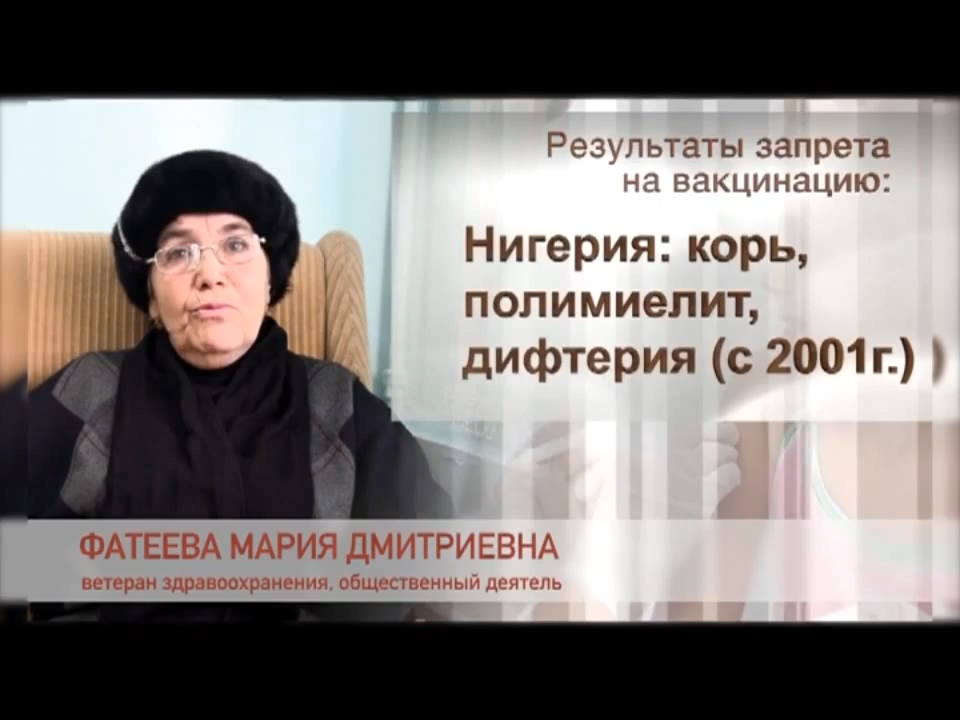 Результаты запрета
на вакцинацию:
Нигерия: корь,
полимиелит,
дифтерия (с 2001г.) )
ФАТЕЕВА МАРИЯ ДМИТРИЕВНА
ветеран здравоохранения, общественный деятель